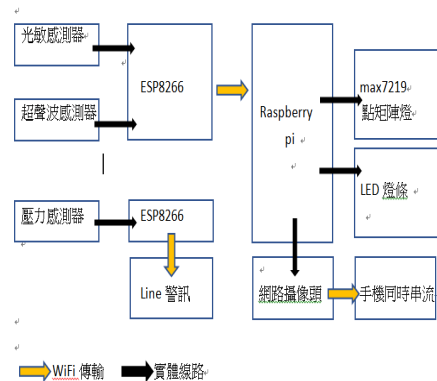 光敏感測器
超聲波感測器
ESP8266
Raspberry
pi
max7219
點矩陣燈
LED 燈條
壓力感測器
ESP8266
Line 警訊
網路攝像頭
手機同時串流
WiFi 傳輸
實體線路